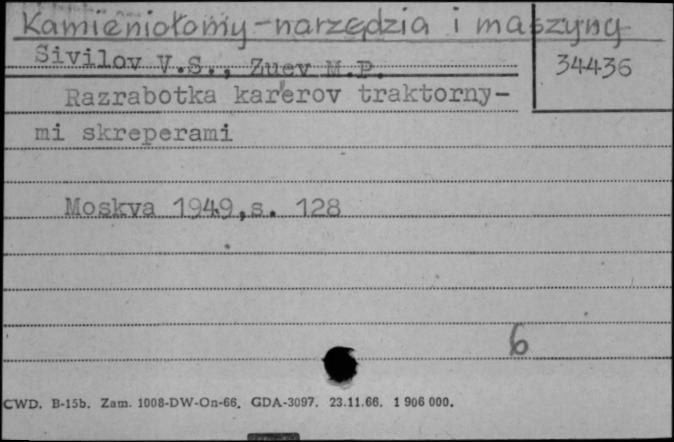 Kamieniołomy - narzędzia i maszyny
Sivilov V.S., Zuev M.P.
34436
Razrabotka kar'erov traktorny-
mi skreperami
Moskva 1949, s. 128
6
CWD. B-15b. Zam. 1008-DW-On-66. GDA-3097. 23.11.66. 1 906 000.